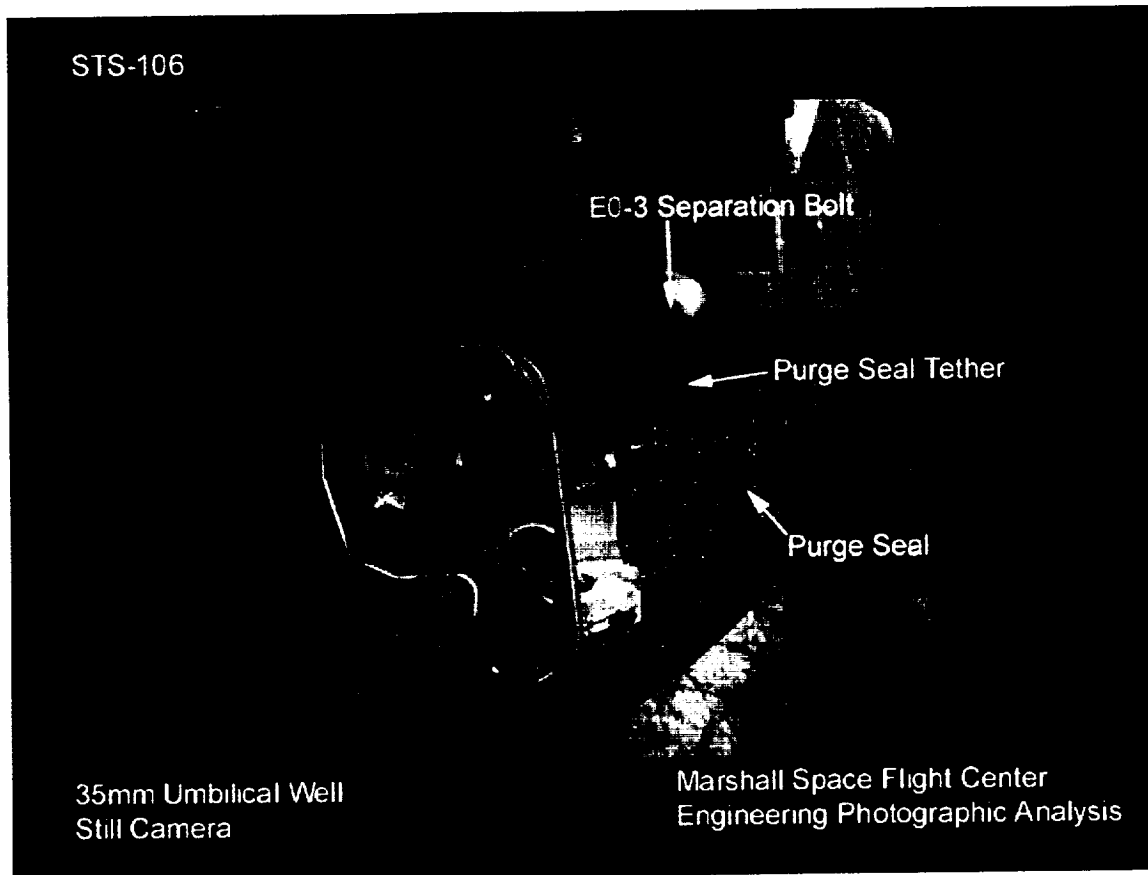 STS-106
E0-3 Separation Bolt
Purge Seal Tether
Purge Seal
35mm Umbilical Well
Still Camera
Marshall Space Flight Center
Engineering Photographic Analysis